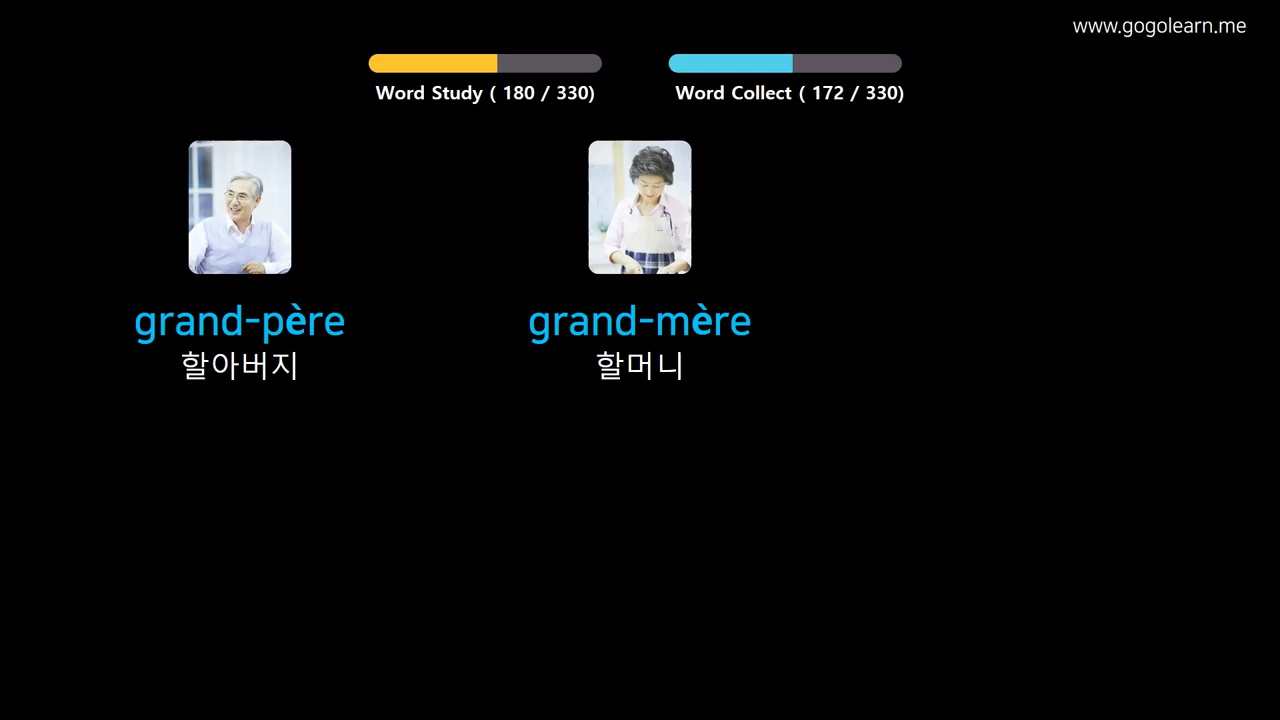 www.gogolearn.me
Word Study ( 180 / 330)
Word Collect ( 172 / 330)
grand-père
할아버지
grand-mère
할머니